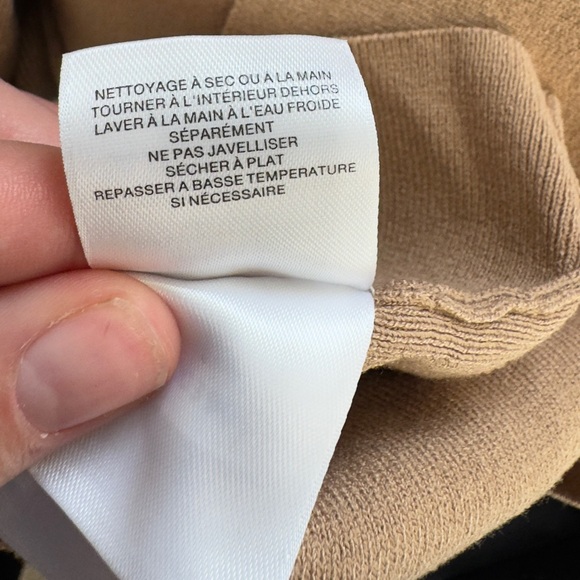 NETTOYAGE À SEC OU À LA MAIN
TOURNER À L'INTÉRIEUR DEHORS
LAVER À LA MAIN À L'EAU FROIDE
SÉPARÉMENT
NE PAS JAVELLISER
SÉCHER À PLAT
REPASSER A BASSE TEMPERATURE
SI NÉCESSAIRE